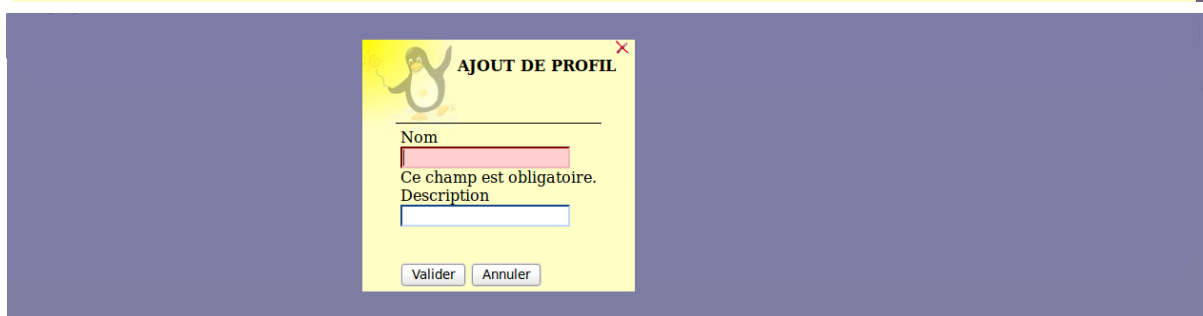 AJOUT DE PROFIL
Nom
Ce champ est obligatoire.
Description
Valider Annuler